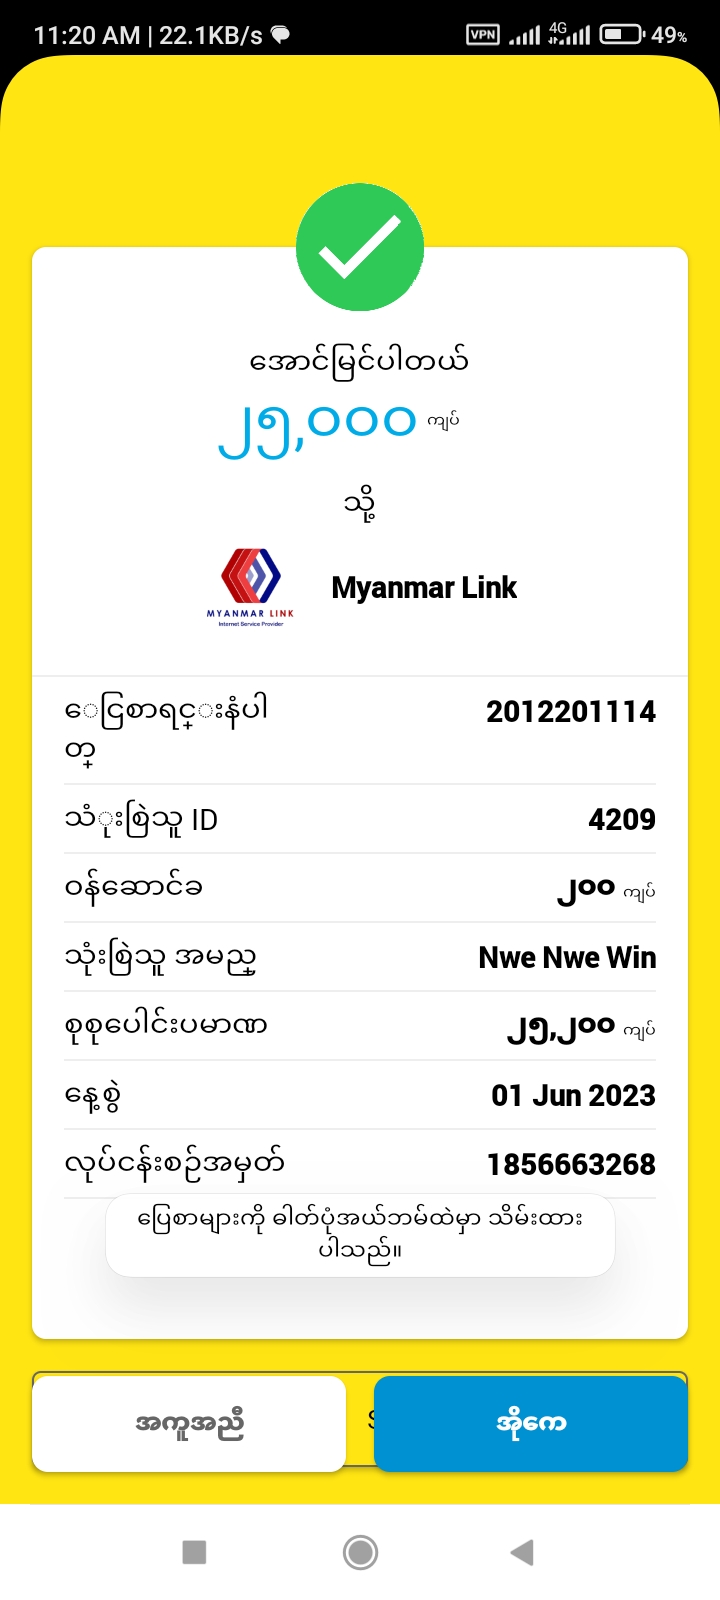 11:20 AM | 22.1KB/s VPN 4G 49%
အောင်မြင်ပါတယ်
၂၅,၀၀၀ ကျပ်
သို့
MYANMAR LINK
Internet Service Provider
Myanmar Link
ေငြစာရင္းနံပါ
တ္
2012201114
သံုးစြဲသူ ID 4209
ဝန်ဆောင်ခ ၂၀၀ ကျပ်
သုံးစြဲသူ အမည္ Nwe Nwe Win
စုစုပေါင်းပမာဏ ၂၅,၂၀၀ ကျပ်
နေ့စွဲ 01 Jun 2023
လုပ်ငန်းစဉ်အမှတ် 1856663268
ပြေစာများကို ဓါတ်ပုံအယ်ဘမ်ထဲမှာ သိမ်းထား
ပါသည်။
အကူအညီ
အိုကေ